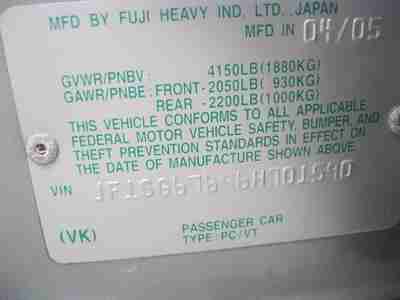 MFD BY FUJI HEAVY IND. LTD., JAPAN
MFD IN 04/05
GVWR/PNBV : 4150LB(1880KG)
GAWR/PNBE: FRONT-2050LB( 930KG)
REAR -2200LB(1000KG)
THIS VEHICLE CONFORMS TO ALL APPLICABLE
FEDERAL MOTOR VEHICLE SAFETY, BUMPER, AND
THEFT PREVENTION STANDARDS IN EFFECT ON
THE DATE OF MANUFACTURE SHOWN ABOVE.
VIN
(VK)
PASSENGER CAR
TYPE:PC/VT